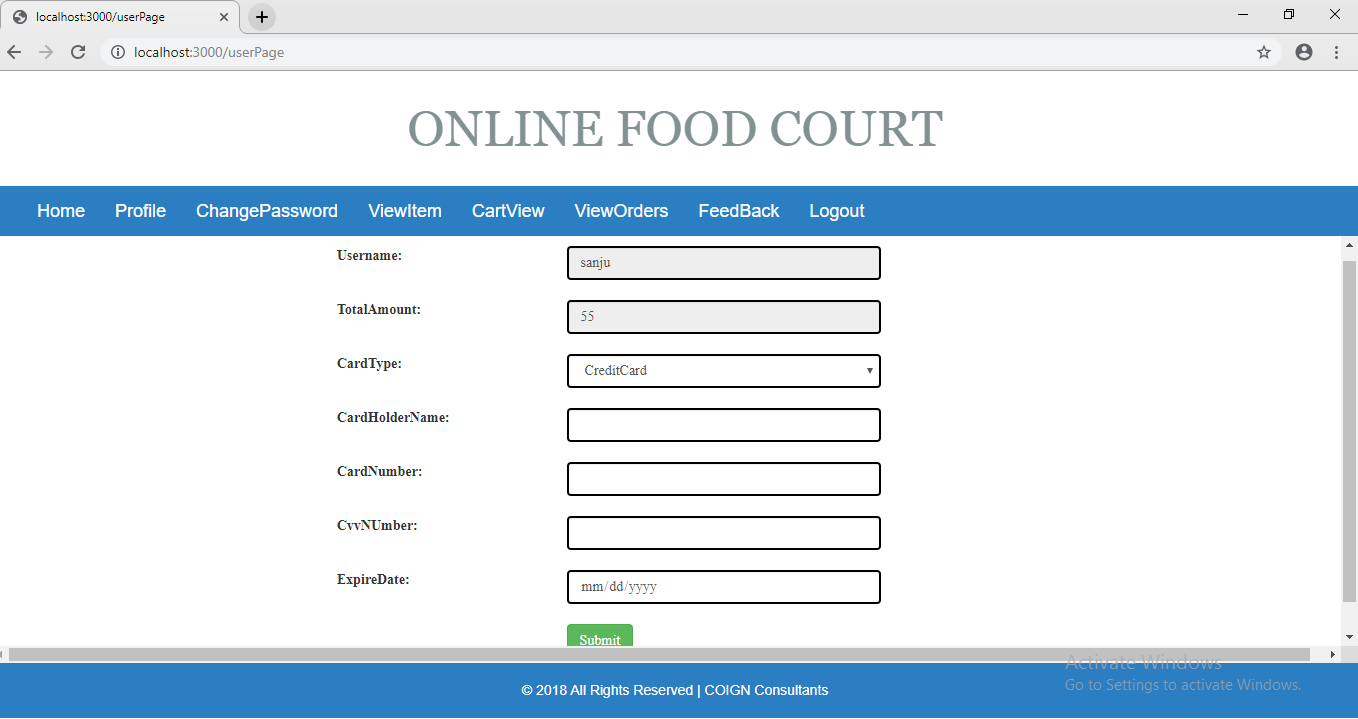 localhost:3000/userPage
localhost:3000/userPage
ONLINE FOOD COURT
Home Profile ChangePassword ViewItem CartView ViewOrders FeedBack Logout
Username: sanju
TotalAmount: 55
CardType: CreditCard
CardHolderName:
CardNumber:
CvvNUmber:
ExpireDate: mm/dd/yyyy
Submit
Activate Windows
Go to Settings to activate Windows.
© 2018 All Rights Reserved | COIGN Consultants